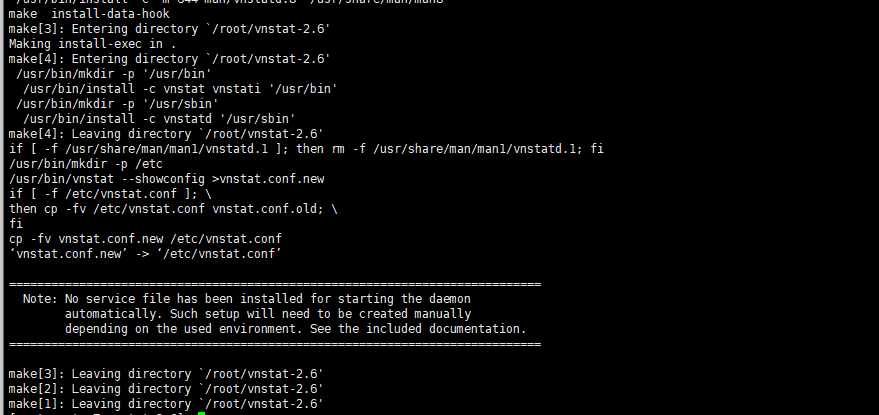 /usr/bin/install -c -m 644 man/vnstatd.8 '/usr/share/man/man8'
make  install-data-hook
make[3]: Entering directory `/root/vnstat-2.6'
Making install-exec in .
make[4]: Entering directory `/root/vnstat-2.6'
 /usr/bin/mkdir -p '/usr/bin'
  /usr/bin/install -c vnstat vnstati '/usr/bin'
 /usr/bin/mkdir -p '/usr/sbin'
  /usr/bin/install -c vnstatd '/usr/sbin'
make[4]: Leaving directory `/root/vnstat-2.6'
if [ -f /usr/share/man/man1/vnstatd.1 ]; then rm -f /usr/share/man/man1/vnstatd.1; fi
/usr/bin/mkdir -p /etc
/usr/bin/vnstat --showconfig >vnstat.conf.new
if [ -f /etc/vnstat.conf ]; \
then cp -fv /etc/vnstat.conf vnstat.conf.old; \
fi
cp -fv vnstat.conf.new /etc/vnstat.conf
‘vnstat.conf.new’ -> ‘/etc/vnstat.conf’
============================================================================
Note: No service file has been installed for starting the daemon
automatically. Such setup will need to be created manually
depending on the used environment. See the included documentation.
============================================================================
make[3]: Leaving directory `/root/vnstat-2.6'
make[2]: Leaving directory `/root/vnstat-2.6'
make[1]: Leaving directory `/root/vnstat-2.6'